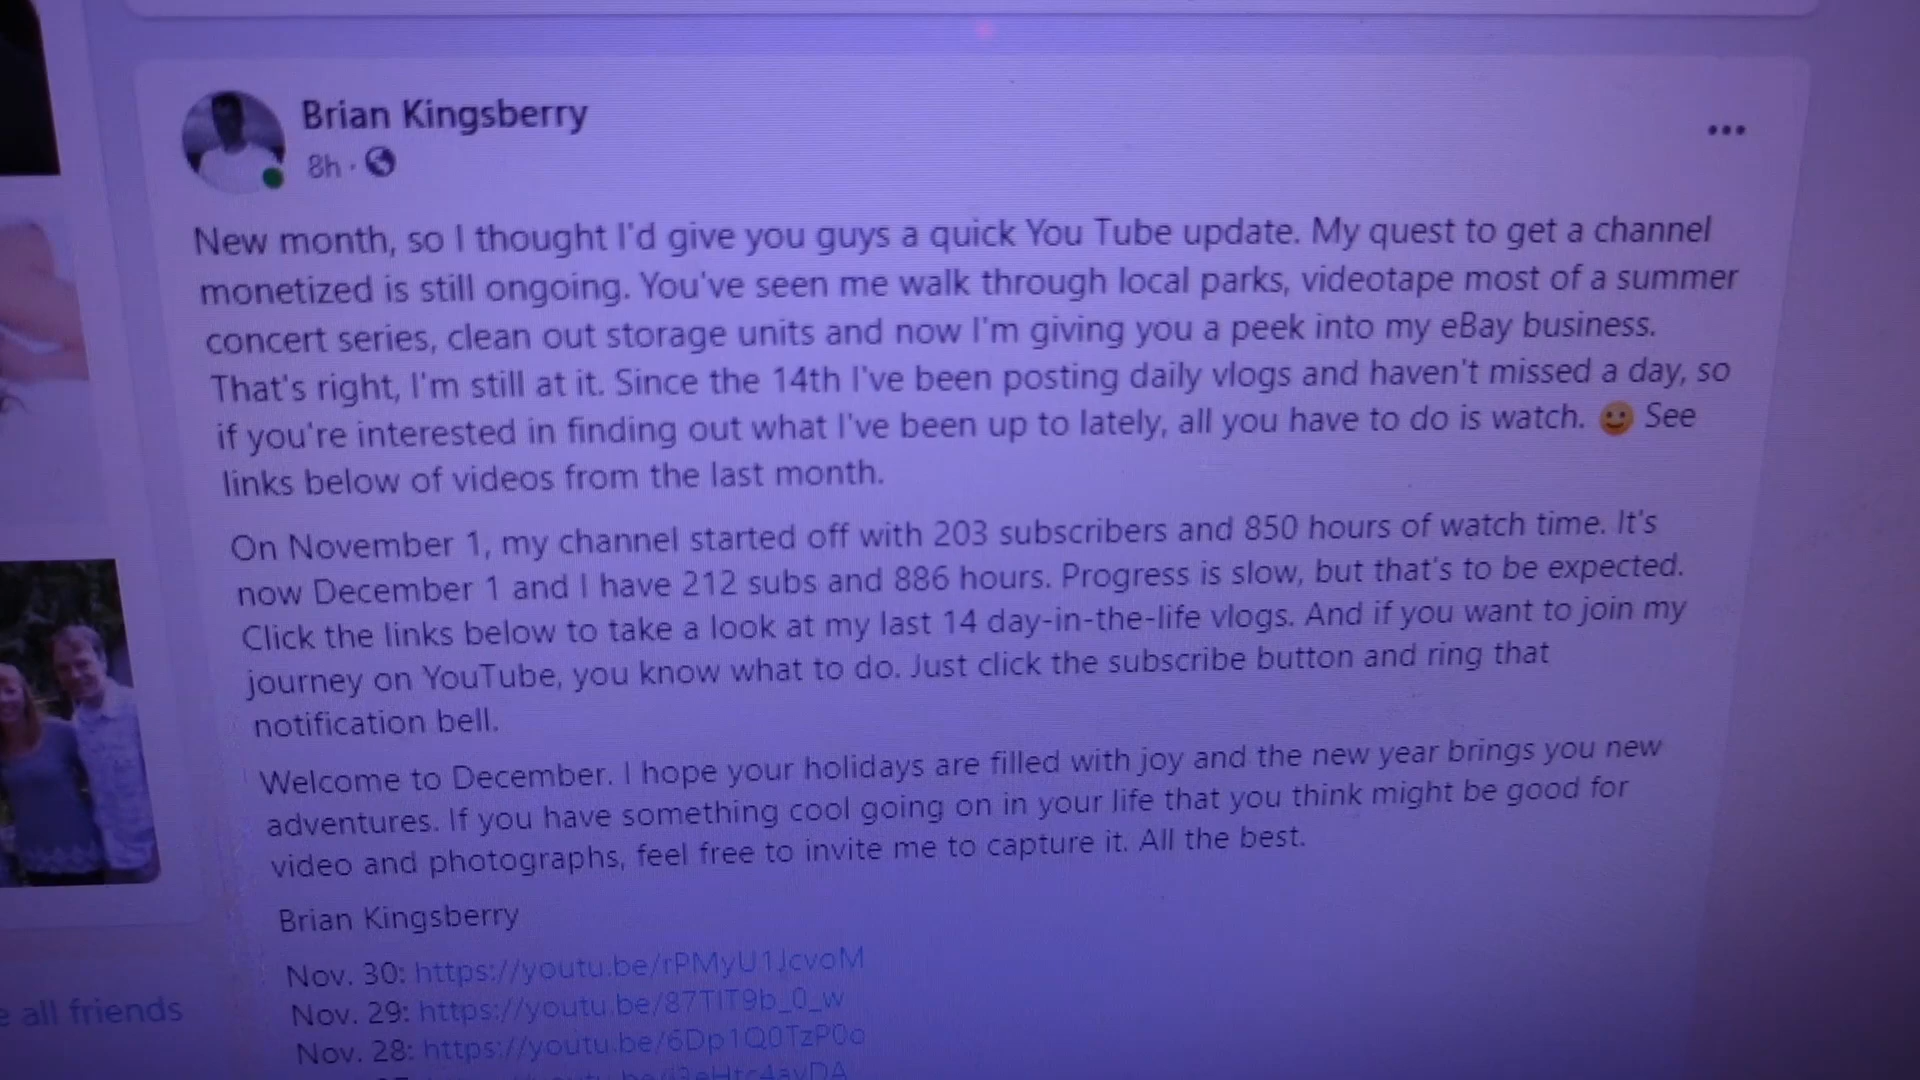 Brian Kingsberry
8h ·
New month, so I thought I'd give you guys a quick You Tube update. My quest to get a channel
monetized is still ongoing. You've seen me walk through local parks, videotape most of a summer
concert series, clean out storage units and now I'm giving you a peek into my eBay business.
That's right, I'm still at it. Since the 14th I've been posting daily vlogs and haven't missed a day, so
if you're interested in finding out what I've been up to lately, all you have to do is watch. 🙂 See
links below of videos from the last month.
On November 1, my channel started off with 203 subscribers and 850 hours of watch time. It's
now December 1 and I have 212 subs and 886 hours. Progress is slow, but that's to be expected.
Click the links below to take a look at my last 14 day-in-the-life vlogs. And if you want to join my
journey on YouTube, you know what to do. Just click the subscribe button and ring that
notification bell.
Welcome to December. I hope your holidays are filled with joy and the new year brings you new
adventures. If you have something cool going on in your life that you think might be good for
video and photographs, feel free to invite me to capture it. All the best.
Brian Kingsberry
Nov. 30: https://youtu.be/rPMyU1JcvoM
Nov. 29:
Nov. 28:
all friends